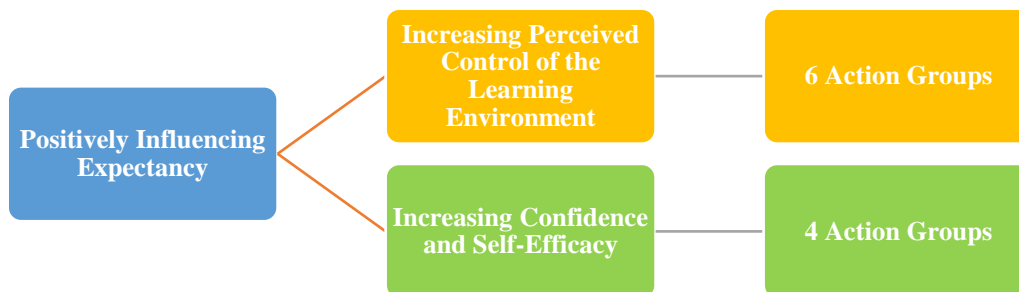 Positively Influencing
Expectancy
Increasing Perceived
Control of the
Learning
Environment
6 Action Groups
Increasing Confidence
and Self-Efficacy
4 Action Groups